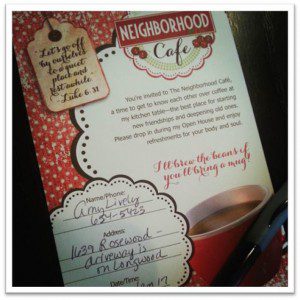 Let's go off
by ourselves
to a quiet
place and
rest awhile.
Luke 6:31
NEIGHBORHOOD
Cafe
You're invited to The Neighborhood Café,
a time to get to know each other over coffee at
my kitchen table—the best place for starting
new friendships and deepening old ones.
Please drop in during my Open House and enjoy
refreshments for your body and soul.
I'll brew the beans if
you'll bring a mug!
Name/Phone:
Amy Lively
654-5423
Address:
1639 Rosewood -
driveway is
on Longwood
Date/Time: